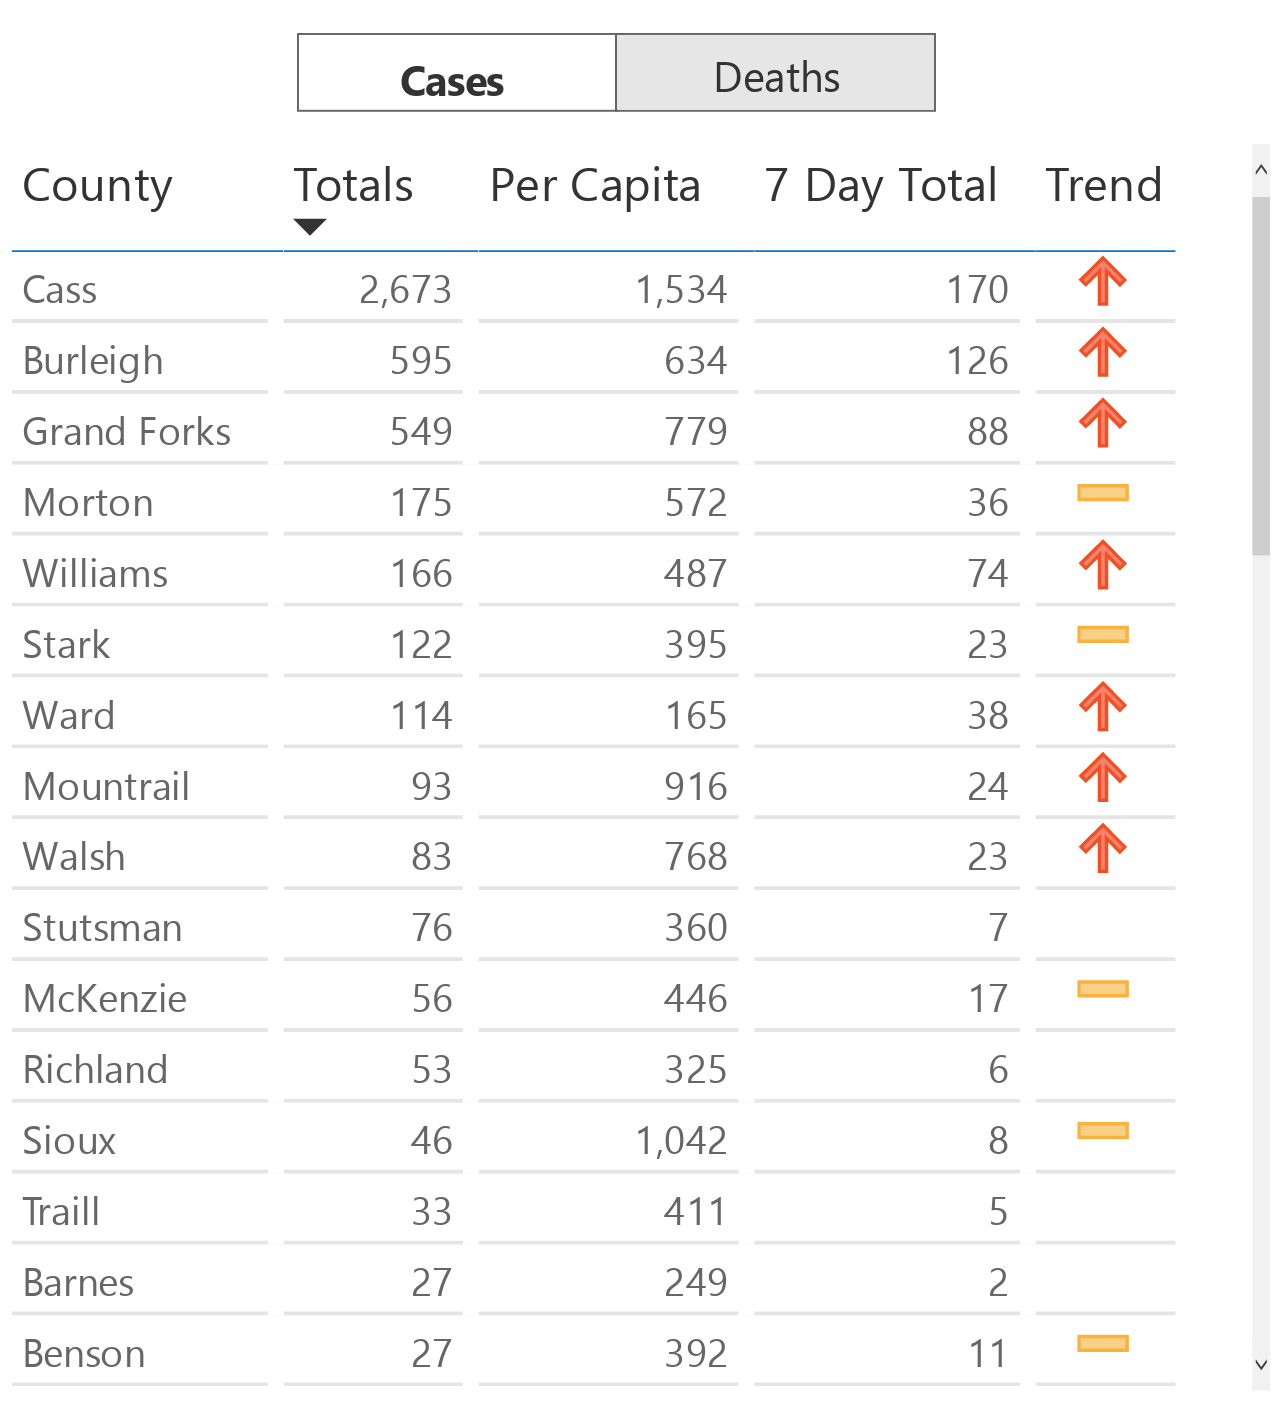 Cases Deaths
County Totals Per Capita 7 Day Total Trend
Cass 2,673 1,534 170
Burleigh 595 634 126
Grand Forks 549 779 88
Morton 175 572 36
Williams 166 487 74
Stark 122 395 23
Ward 114 165 38
Mountrail 93 916 24
Walsh 83 768 23
Stutsman 76 360 7
McKenzie 56 446 17
Richland 53 325 6
Sioux 46 1,042 8
Traill 33 411 5
Barnes 27 249 2
Benson 27 392 11